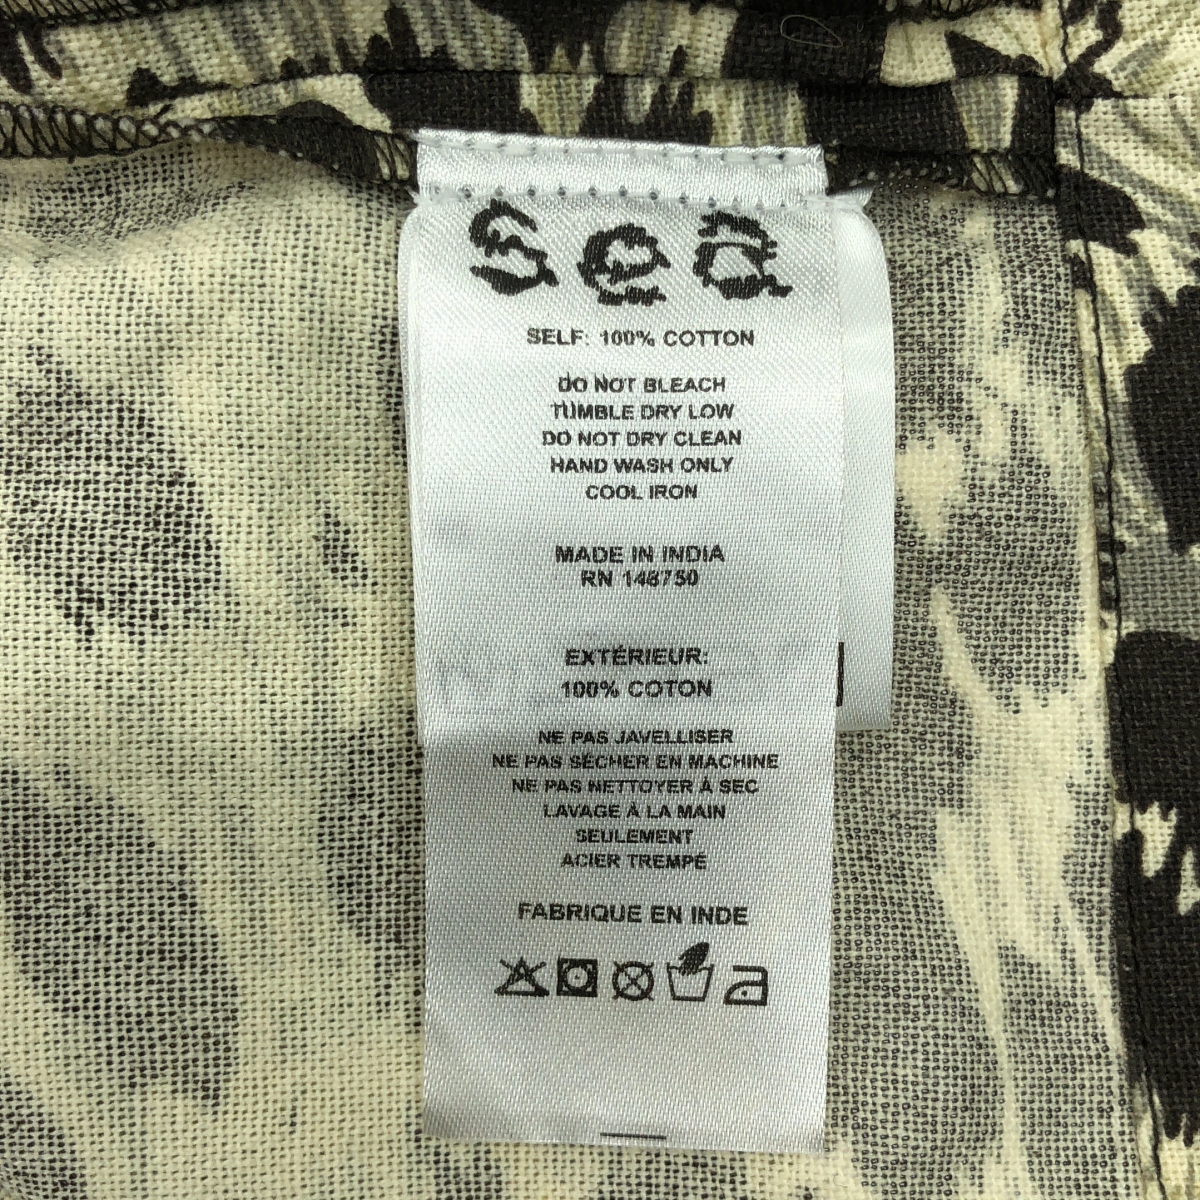 sea
SELF: 100% COTTON
DO NOT BLEACH
TUMBLE DRY LOW
DO NOT DRY CLEAN
HAND WASH ONLY
COOL IRON
MADE IN INDIA
RN 148750
EXTÉRIEUR:
100% COTON
NE PAS JAVELLISER
NE PAS SÉCHER EN MACHINE
NE PAS NETTOYER À SEC
LAVAGE À LA MAIN
SEULEMENT
ACIER TREMPÉ
FABRIQUE EN INDE